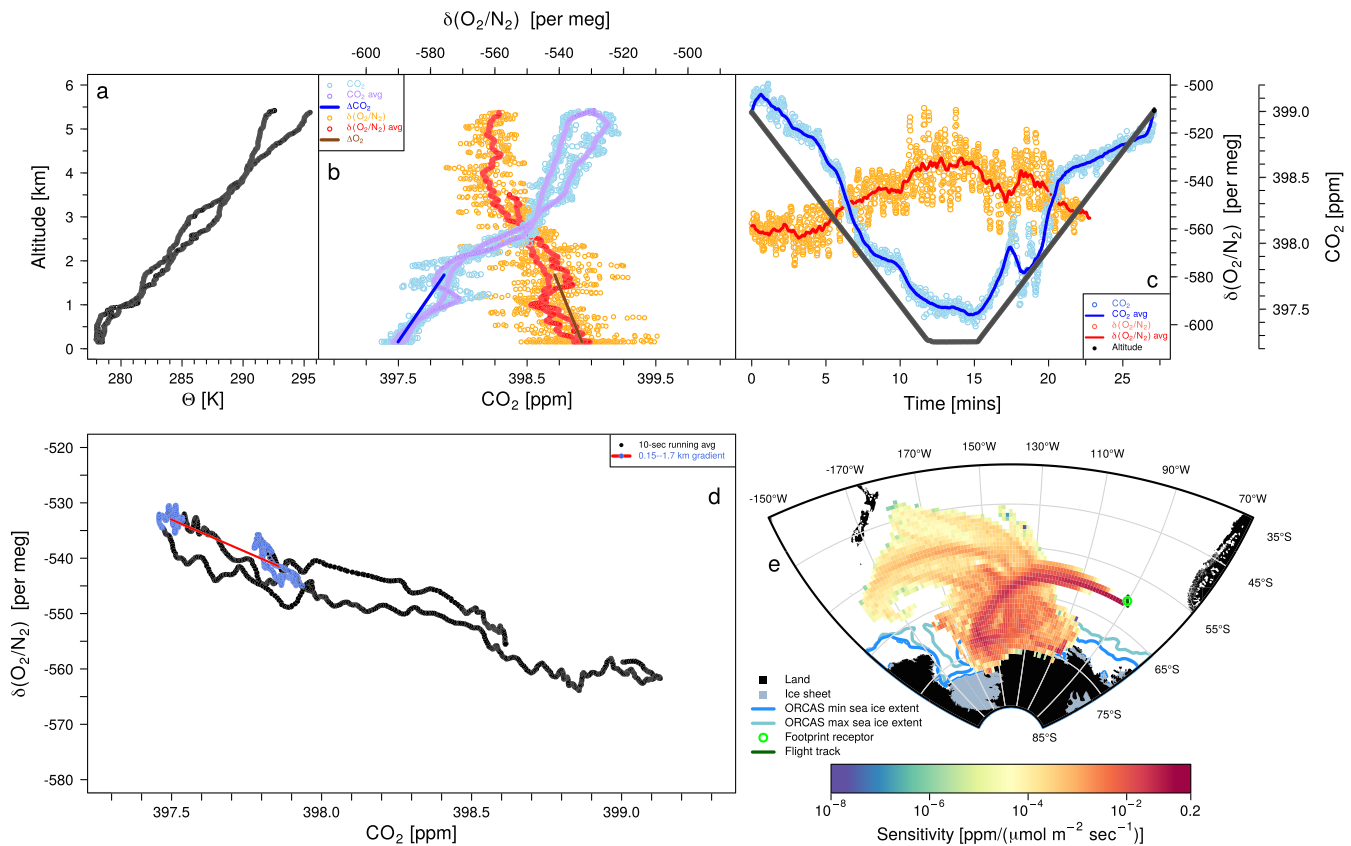 δ(O₂/N₂) [per meg]
-600 -580 -560 -540 -520 -500
a
b
c
CO₂
CO₂ avg
ΔCO₂
δ(O₂/N₂)
δ(O₂/N₂) avg
ΔO₂
6
5
4
3
2
1
0
Altitude [km]
280 285 290 295
Θ [K]
397.5 398.5 399.5
CO₂ [ppm]
CO₂
CO₂ avg
δ(O₂/N₂)
δ(O₂/N₂) avg
Altitude
0 5 10 15 20 25
Time [mins]
-500
-520
-540
-560
-580
-600
δ(O₂/N₂) [per meg]
399.0
398.5
398.0
397.5
CO₂ [ppm]
d
10-sec running avg
0.15--1.7 km gradient
-520
-530
-540
-550
-560
-570
-580
δ(O₂/N₂) [per meg]
397.5 398.0 398.5 399.0
CO₂ [ppm]
e
-150°W
-170°W
170°W
150°W
130°W
110°W
90°W
70°W
35°S
45°S
55°S
65°S
75°S
85°S
Land
Ice sheet
ORCAS min sea ice extent
ORCAS max sea ice extent
Footprint receptor
Flight track
10⁻⁸ 10⁻⁶ 10⁻⁴ 10⁻² 0.2
Sensitivity [ppm/(μmol m⁻² sec⁻¹)]